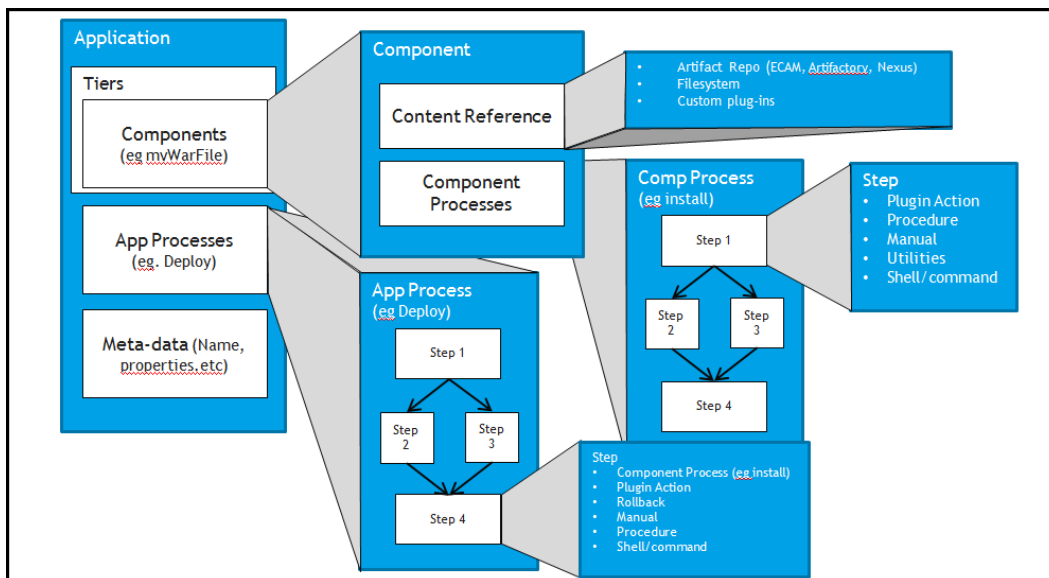 Application
Tiers
Components
(eg mvWarFile)
App Processes
(eg. Deploy)
Meta-data (Name,
properties,etc)
Component
Content Reference
Component
Processes
• Artifact Repo (ECAM, Artifactory, Nexus)
• Filesystem
• Custom plug-ins
Comp Process
(eg install)
Step 1
Step
2
Step
3
Step 4
Step
• Plugin Action
• Procedure
• Manual
• Utilities
• Shell/command
App Process
(eg Deploy)
Step 1
Step
2
Step
3
Step 4
Step
• Component Process (eg install)
• Plugin Action
• Rollback
• Manual
• Procedure
• Shell/command